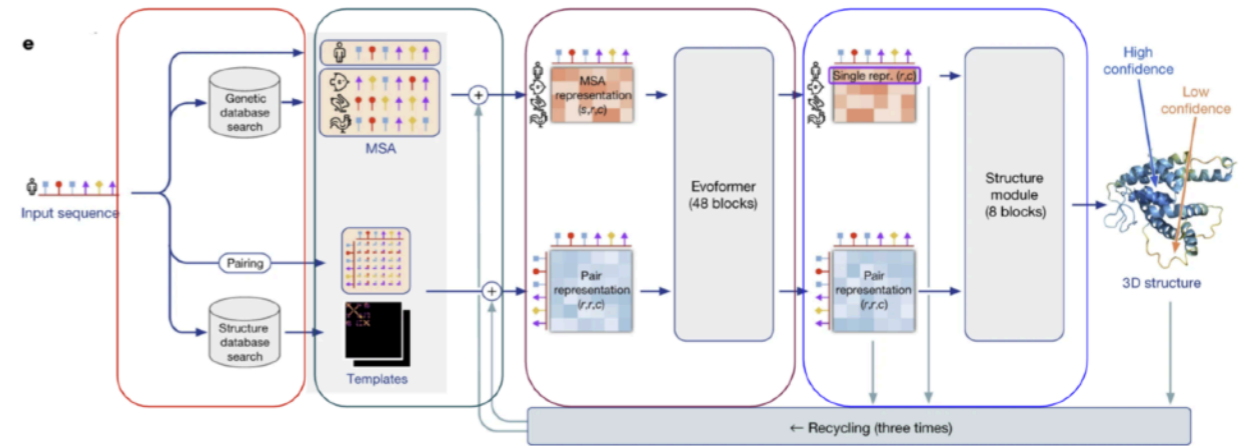 e
Input sequence
Genetic
database
search
Pairing
Structure
database
search
MSA
Templates
+
+
MSA
representation
(s,r,c)
Pair
representation
(r,r,c)
Evoformer
(48 blocks)
Single repr. (r,c)
Pair
representation
(r,r,c)
Structure
module
(8 blocks)
High
confidence
Low
confidence
3D structure
← Recycling (three times)